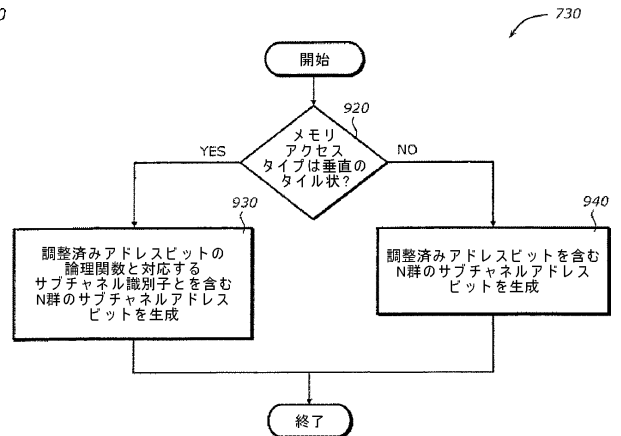 0
730
開始
920
メモリ
アクセス
タイプは垂直の
タイル状?
YES
NO
930
調整済みアドレスビットの
論理関数と対応する
サブチャネル識別子とを含む
N群のサブチャネルアドレス
ビットを生成
940
調整済みアドレスビットを含む
N群のサブチャネルアドレス
ビットを生成
終了